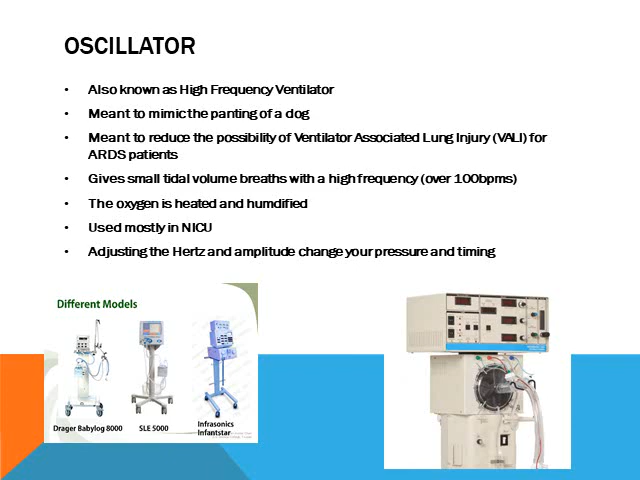 OSCILLATOR
• Also known as High Frequency Ventilator
• Meant to mimic the panting of a dog
• Meant to reduce the possibility of Ventilator Associated Lung Injury (VALI) for
ARDS patients
• Gives small tidal volume breaths with a high frequency (over 100bpms)
• The oxygen is heated and humdified
• Used mostly in NICU
• Adjusting the Hertz and amplitude change your pressure and timing
Different Models
Drager Babylog 8000
SLE 5000
Infrasonics
Infantstar